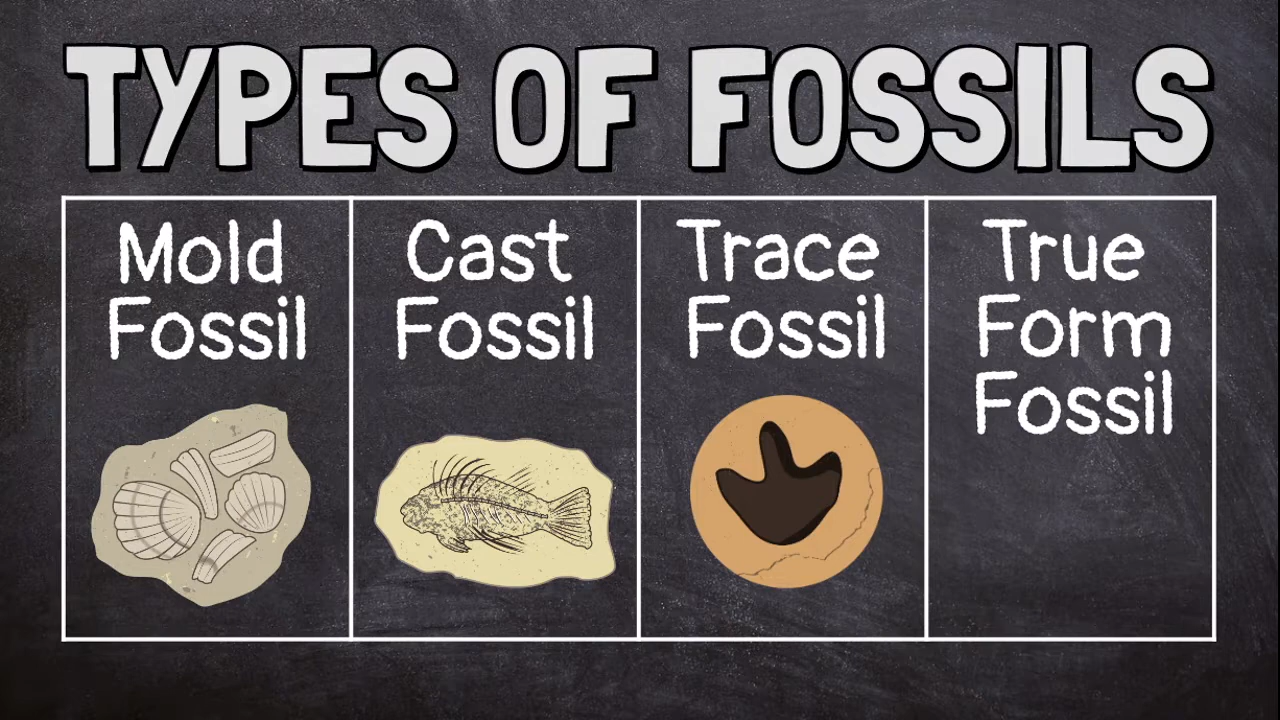 TYPES OF FOSSILS
Mold
Fossil
Cast
Fossil
Trace
Fossil
True
Form
Fossil